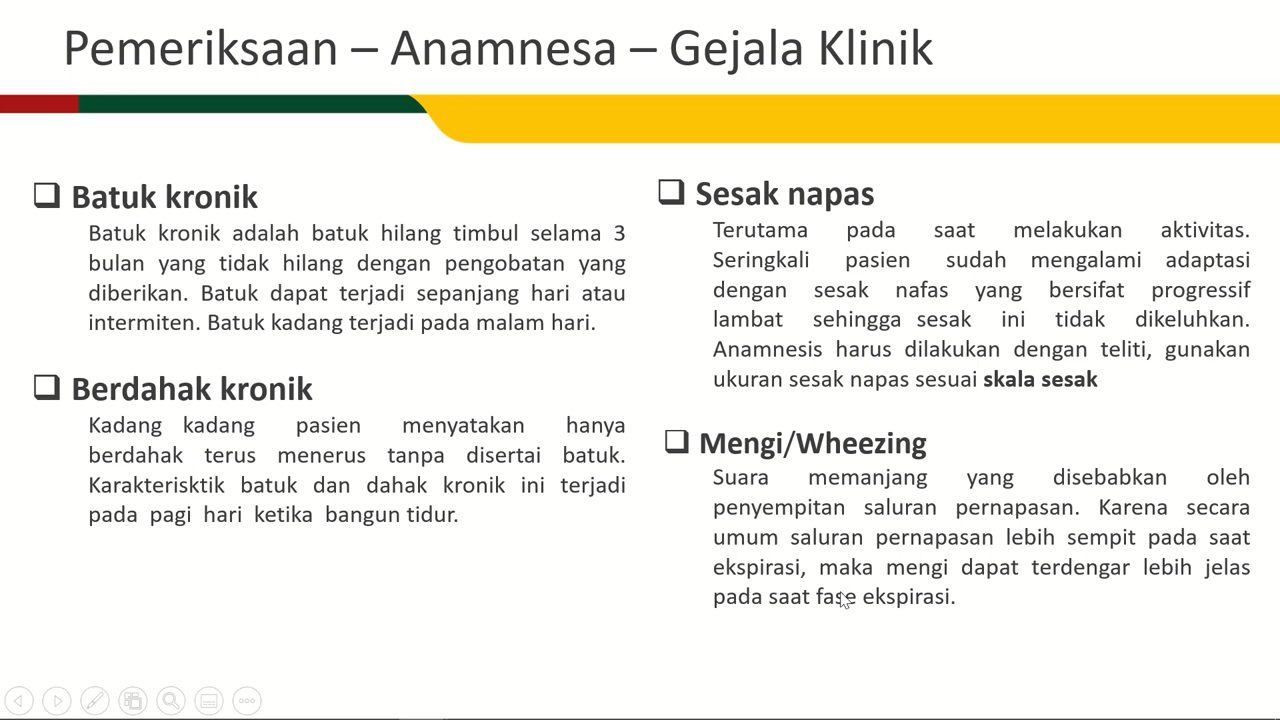 Pemeriksaan – Anamnesa – Gejala Klinik
Batuk kronik
Batuk kronik adalah batuk hilang timbul selama 3
bulan yang tidak hilang dengan pengobatan yang
diberikan. Batuk dapat terjadi sepanjang hari atau
intermiten. Batuk kadang terjadi pada malam hari.
Berdahak kronik
Kadang kadang pasien menyatakan hanya
berdahak terus menerus tanpa disertai batuk.
Karakterisktik batuk dan dahak kronik ini terjadi
pada pagi hari ketika bangun tidur.
Sesak napas
Terutama pada saat melakukan aktivitas.
Seringkali pasien sudah mengalami adaptasi
dengan sesak nafas yang bersifat progressif
lambat sehingga sesak ini tidak dikeluhkan.
Anamnesis harus dilakukan dengan teliti, gunakan
ukuran sesak napas sesuai skala sesak
Mengi/Wheezing
Suara memanjang yang disebabkan oleh
penyempitan saluran pernapasan. Karena secara
umum saluran pernapasan lebih sempit pada saat
ekspirasi, maka mengi dapat terdengar lebih jelas
pada saat fase ekspirasi.